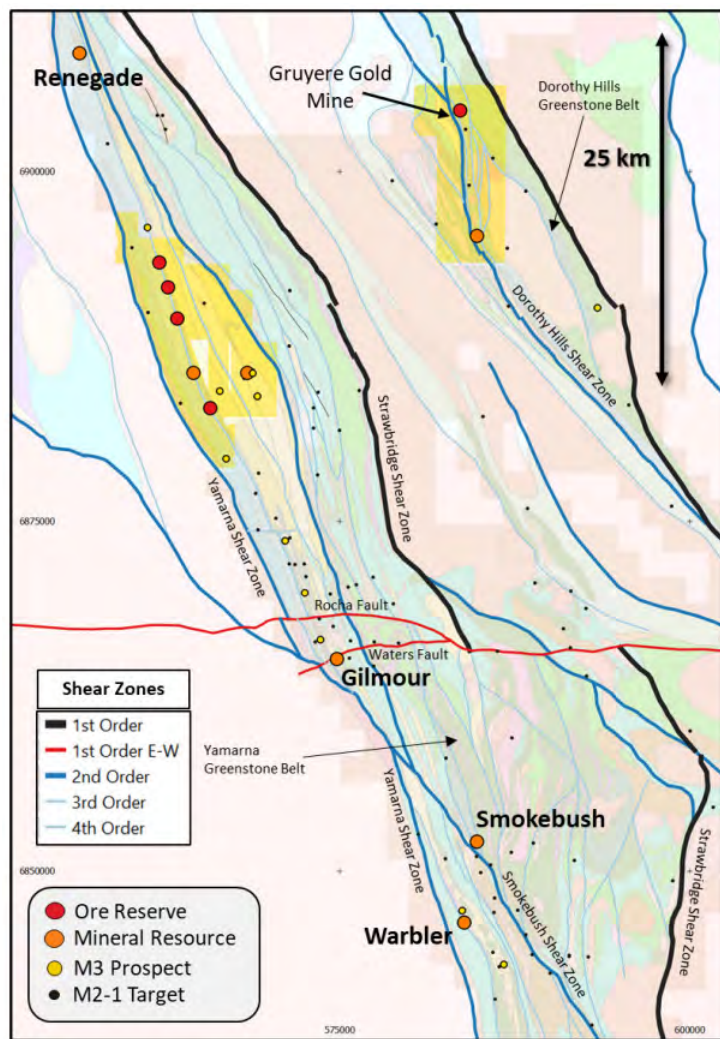 Renegade
Gruyere Gold
Mine
Dorothy Hills
Greenstone Belt
25 km
6900000
Dorothy Hills Shear Zone
Strawbridge Shear Zone
Yamarna Shear Zone
6875000
Rocha Fault
Waters Fault
Gilmour
Shear Zones
1st Order
1st Order E-W
2nd Order
3rd Order
4th Order
Yamarna
Greenstone Belt
Yamarna Shear Zone
Smokebush
6850000
Smokebush Shear Zone
Strawbridge Shear Zone
Warbler
Ore Reserve
Mineral Resource
M3 Prospect
M2-1 Target
575000
600000